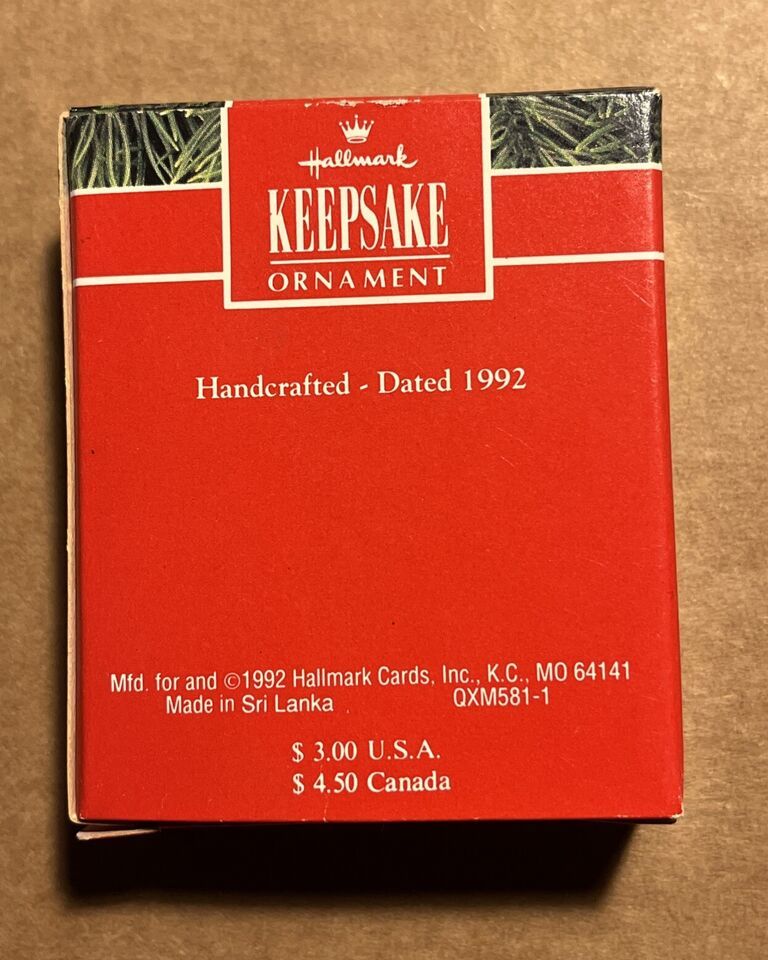 Hallmark
KEEPSAKE
ORNAMENT
Handcrafted - Dated 1992
Mfd. for and ©1992 Hallmark Cards, Inc., K.C., MO 64141
Made in Sri Lanka QXM581-1
$ 3.00 U.S.A.
$ 4.50 Canada